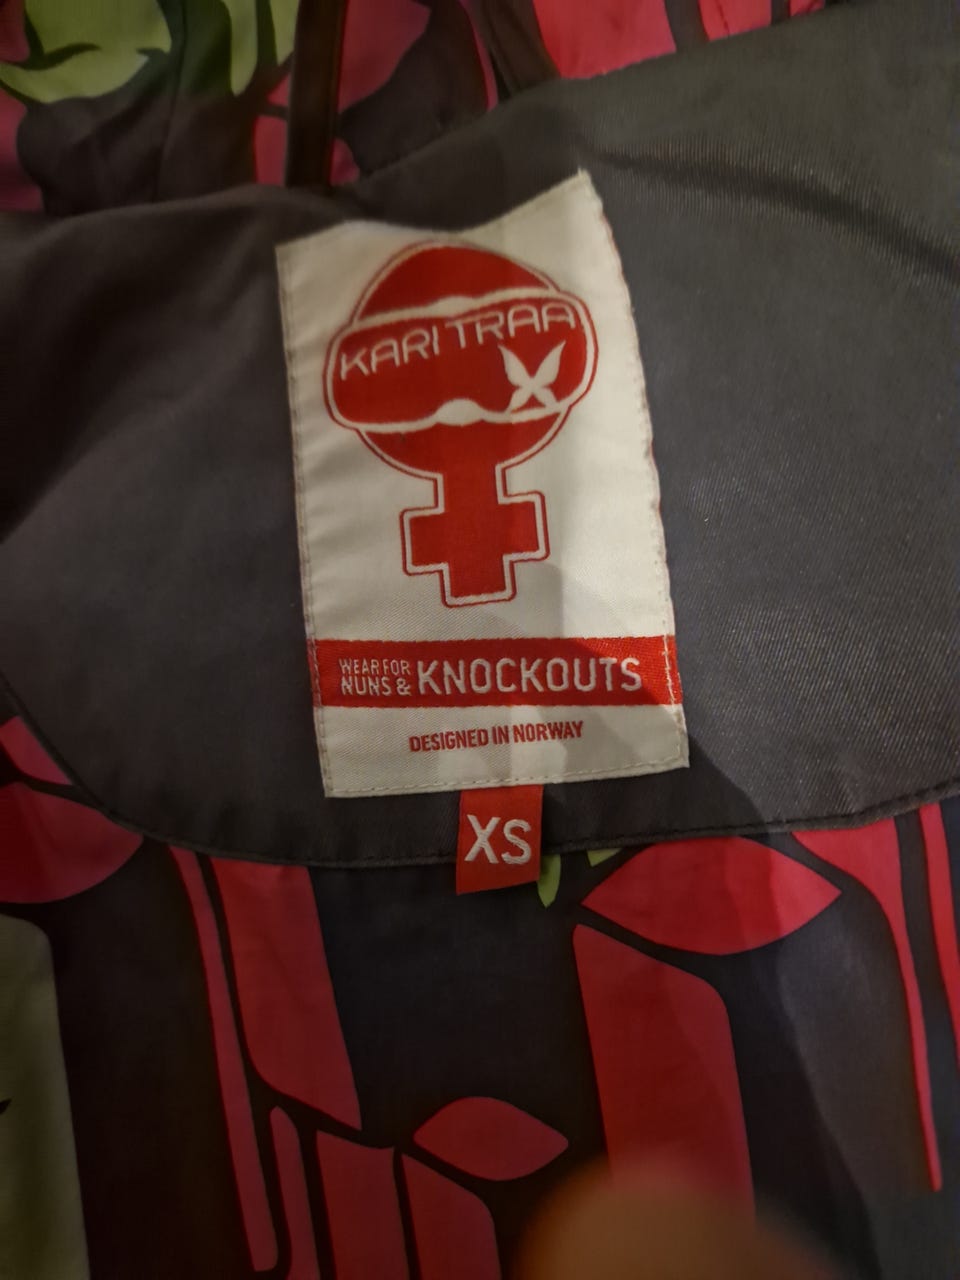 KARI TRAA
WEAR FOR
NUNS & KNOCKOUTS
DESIGNED IN NORWAY
XS